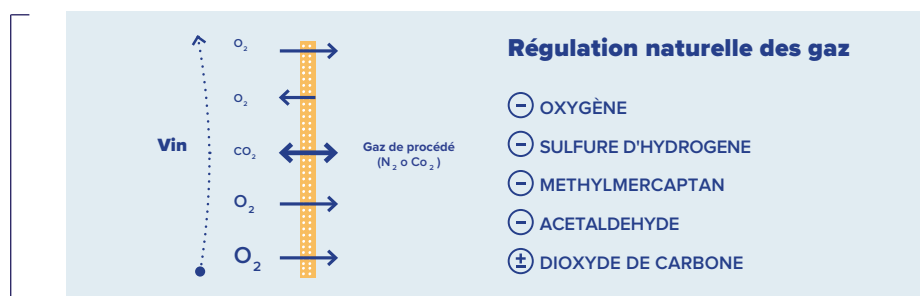 Régulation naturelle des gaz
O₂
O₂
Vin
CO₂
Gaz de procédé
(N₂ o Co₂)
O₂
O₂
⊖ OXYGÈNE
⊖ SULFURE D'HYDROGENE
⊖ METHYLMERCAPTAN
⊖ ACETALDEHYDE
± DIOXYDE DE CARBONE